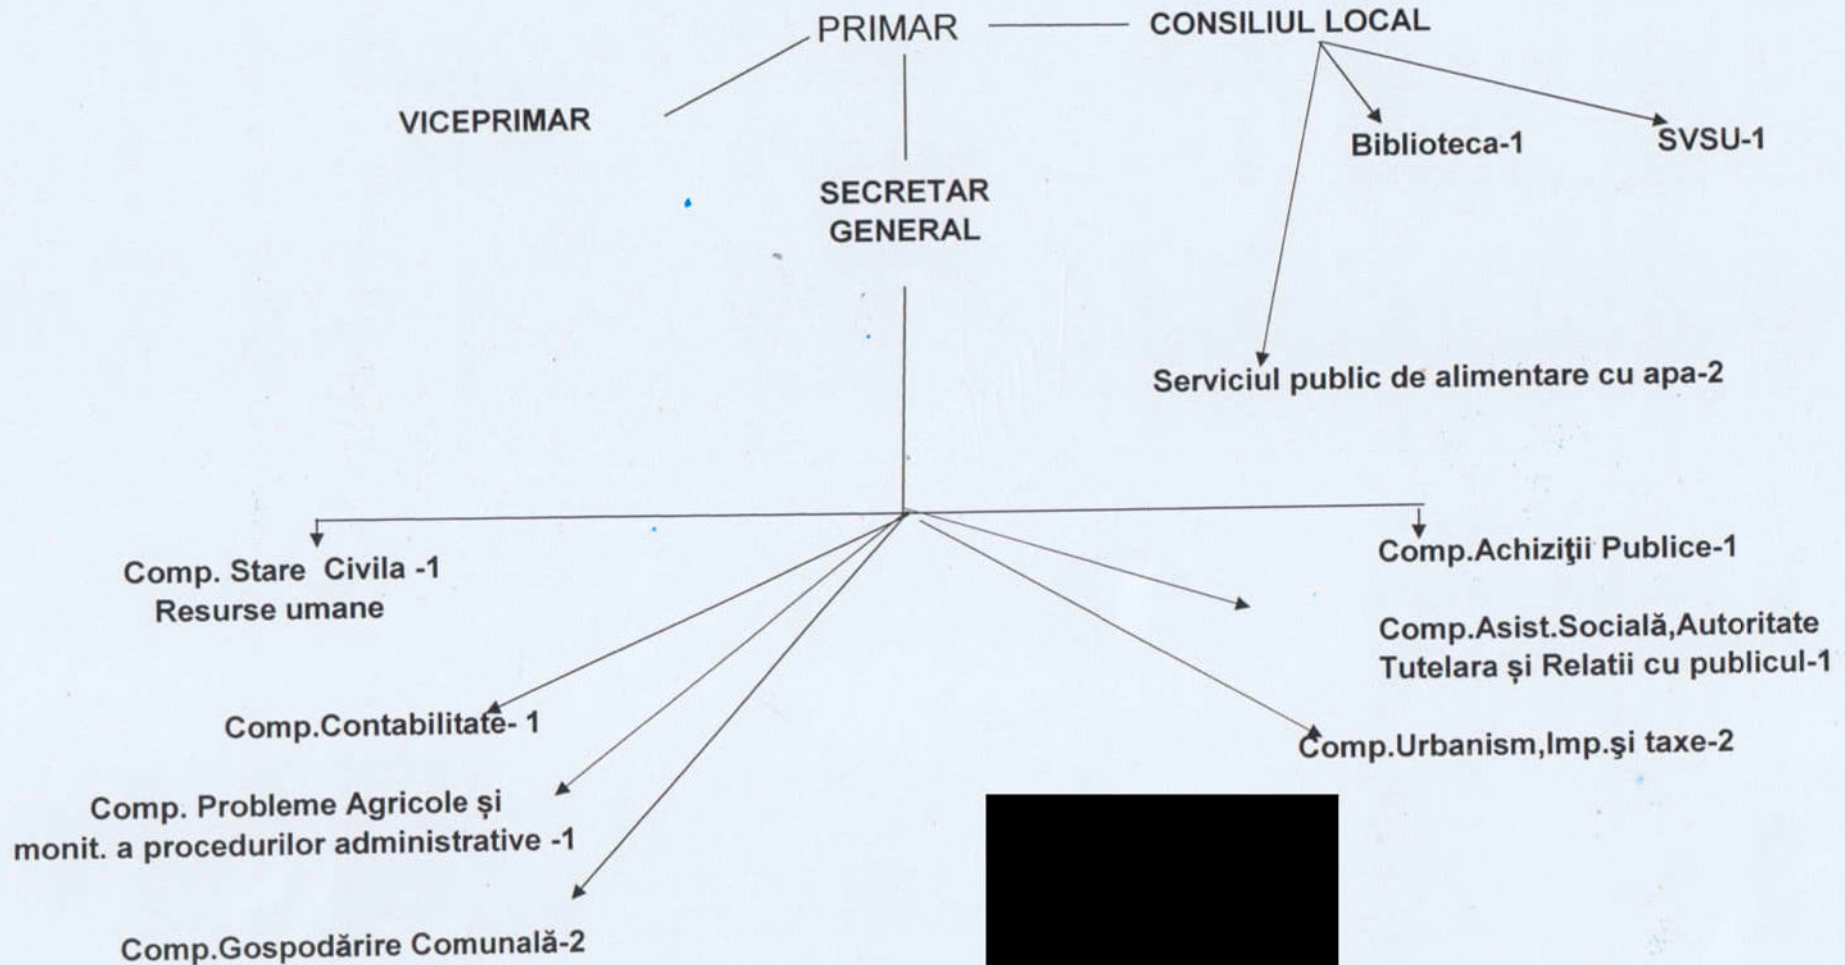 PRIMAR
CONSILIUL LOCAL
VICEPRIMAR
Biblioteca-1
SVSU-1
SECRETAR
GENERAL
Serviciul public de alimentare cu apa-2
Comp. Stare Civila -1
Resurse umane
Comp.Achiziţii Publice-1
Comp.Asist.Socială,Autoritate
Tutelara și Relatii cu publicul-1
Comp.Contabilitate- 1
Comp.Urbanism,Imp.şi taxe-2
Comp. Probleme Agricole și
monit. a procedurilor administrative -1
Comp.Gospodărire Comunală-2